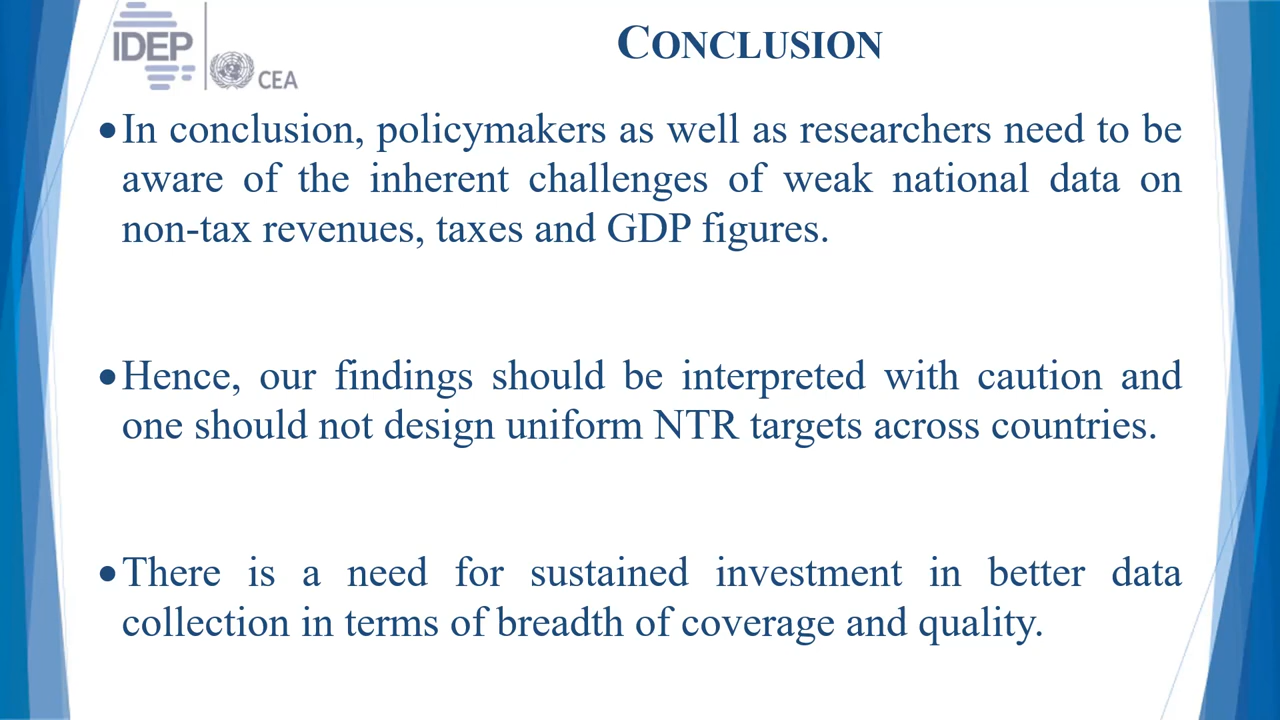 IDEP
CEA
CONCLUSION
•In conclusion, policymakers as well as researchers need to be
aware of the inherent challenges of weak national data on
non-tax revenues, taxes and GDP figures.
•Hence, our findings should be interpreted with caution and
one should not design uniform NTR targets across countries.
•There is a need for sustained investment in better data
collection in terms of breadth of coverage and quality.